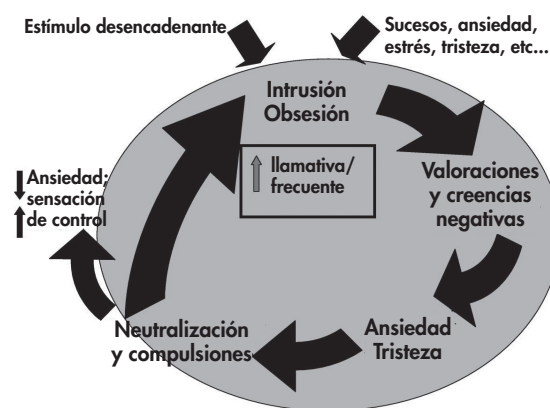 Estímulo desencadenante
Sucesos, ansiedad,
estrés, tristeza, etc...
Intrusión
Obsesión
llamativa/
frecuente
Valoraciones
y creencias
negativas
Ansiedad;
sensación
de control
Neutralización
y compulsiones
Ansiedad
Tristeza